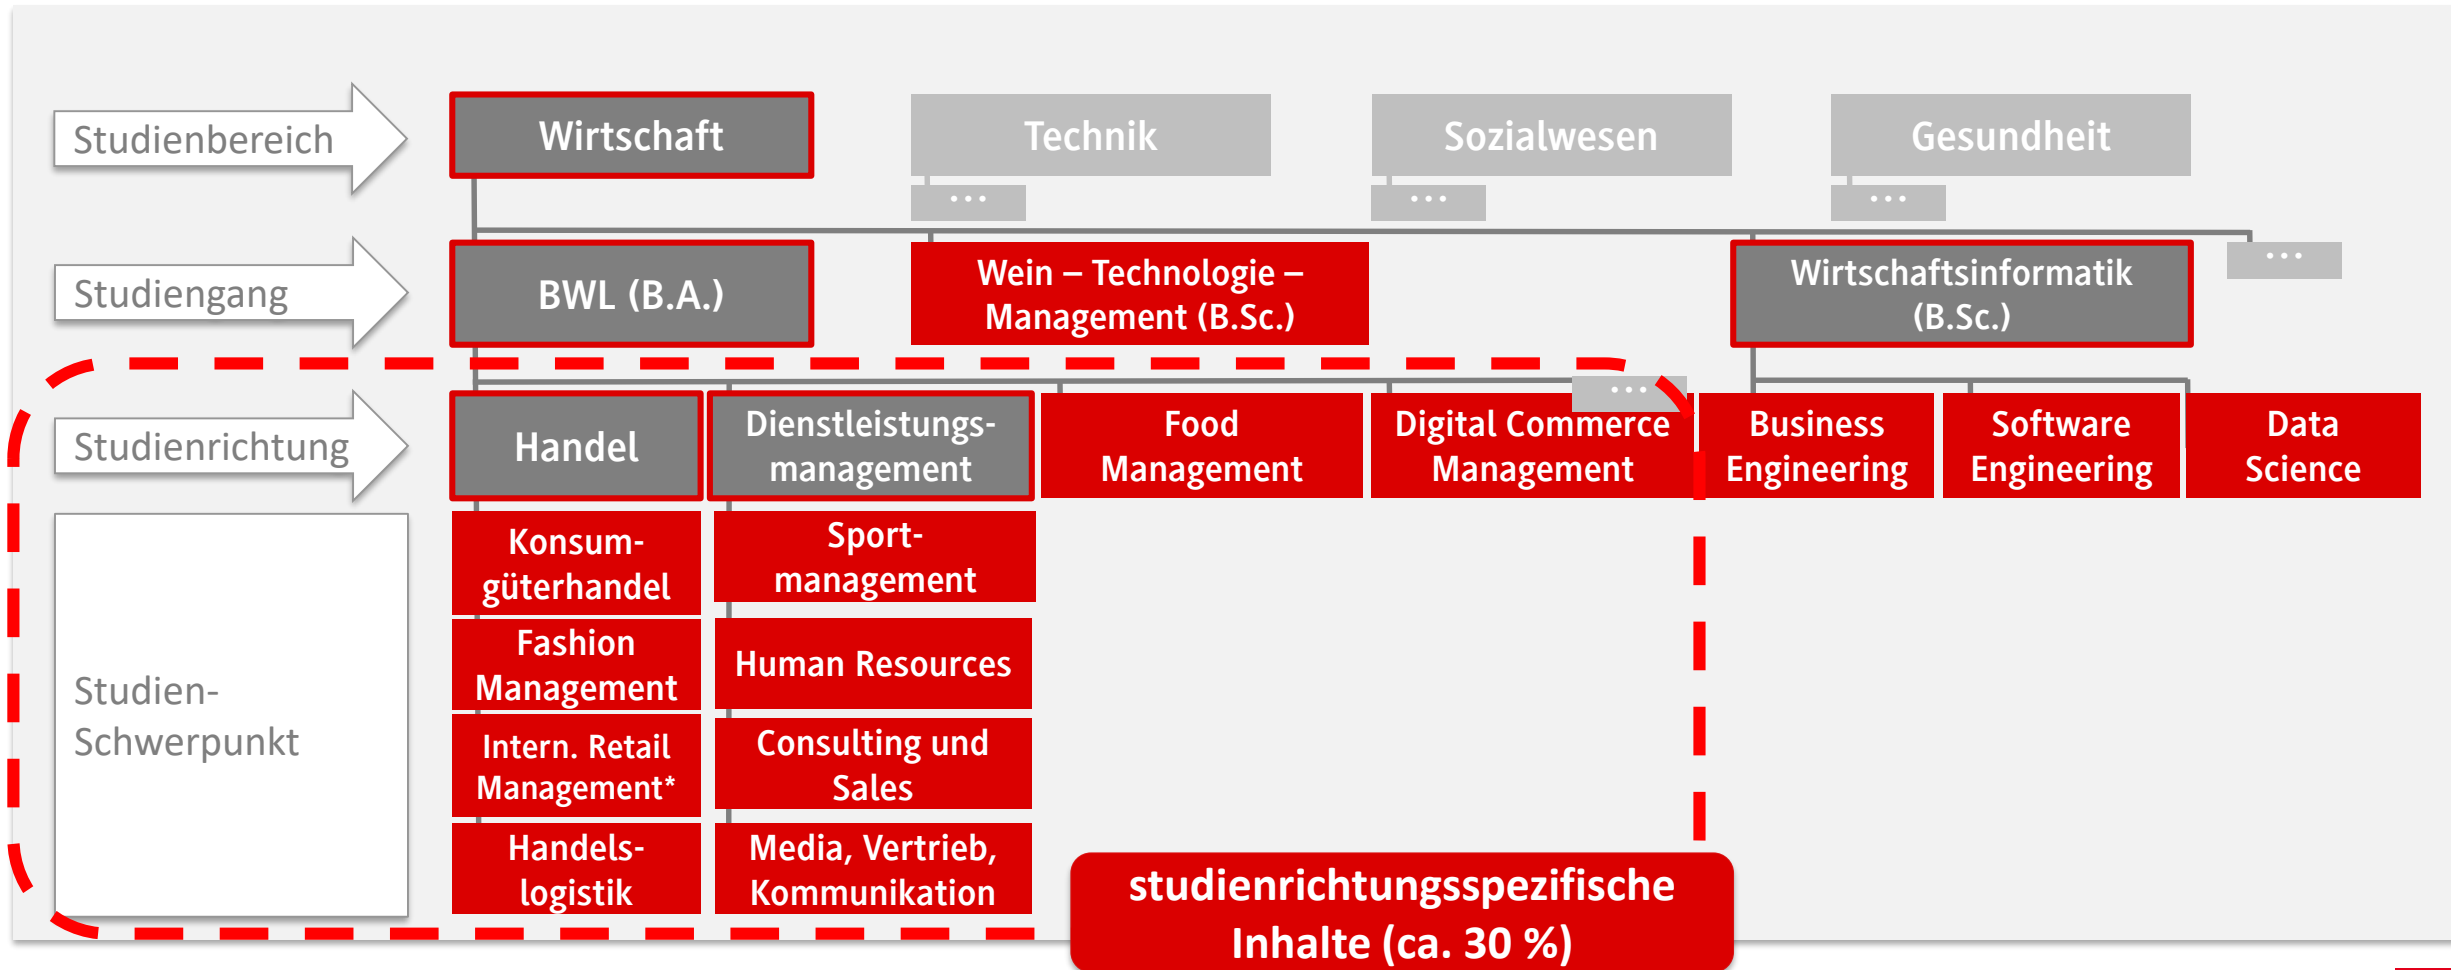 Studienbereich
Wirtschaft
Technik
Sozialwesen
Gesundheit
...
...
...
Studiengang
BWL (B.A.)
Wein – Technologie –
Management (B.Sc.)
Wirtschaftsinformatik
(B.Sc.)
...
...
Studienrichtung
Handel
Dienstleistungs-
management
Food
Management
Digital Commerce
Management
Business
Engineering
Software
Engineering
Data
Science
Studien-
Schwerpunkt
Konsum-
güterhandel
Fashion
Management
Intern. Retail
Management*
Handels-
logistik
Sport-
management
Human Resources
Consulting und
Sales
Media, Vertrieb,
Kommunikation
studienrichtungsspezifische
Inhalte (ca. 30 %)